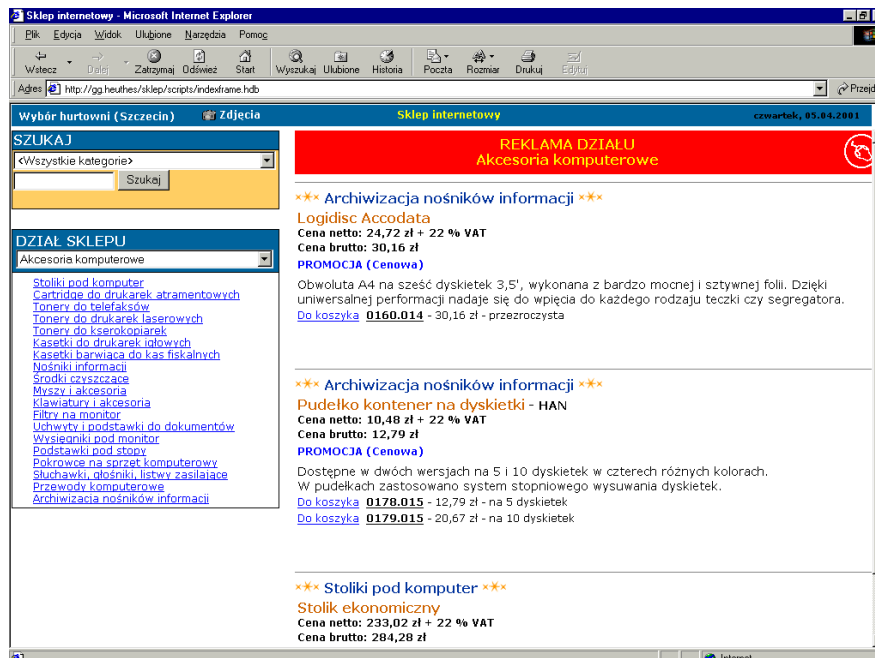 Sklep internetowy - Microsoft Internet Explorer
Plik Edycja Widok Ulubione Narzędzia Pomoc
Wstecz Dalej Zatrzymaj Odśwież Start Wyszukaj Ulubione Historia Poczta Rozmiar Drukuj Edytuj
Adres http://gg.heuthes/sklep/scripts/indexframe.hdb Przejd
Wybór hurtowni (Szczecin) Zdjęcia Sklep internetowy czwartek, 05.04.2001
SZUKAJ
<Wszystkie kategorie>
Szukaj
DZIAŁ SKLEPU
Akcesoria komputerowe
Stoliki pod komputer
Cartridge do drukarek atramentowych
Tonery do telefaksów
Tonery do drukarek laserowych
Tonery do kserokopiarek
Kasetki do drukarek igłowych
Kasetki barwiąca do kas fiskalnych
Nośniki informacji
Środki czyszczące
Myszy i akcesoria
Klawiatury i akcesoria
Filtry na monitor
Uchwyty i podstawki do dokumentów
Wysięgniki pod monitor
Podstawki pod stopy
Pokrowce na sprzęt komputerowy
Słuchawki, głośniki, listwy zasilające
Przewody komputerowe
Archiwizacja nośników informacji
REKLAMA DZIAŁU
Akcesoria komputerowe
Archiwizacja nośników informacji
Logidisc Accodata
Cena netto: 24,72 zł + 22 % VAT
Cena brutto: 30,16 zł
PROMOCJA (Cenowa)
Obwoluta A4 na sześć dyskietek 3,5', wykonana z bardzo mocnej i sztywnej folii. Dzięki
uniwersalnej performacji nadaje się do wpięcia do każdego rodzaju teczki czy segregatora.
Do koszyka 0160.014 - 30,16 zł - przezroczysta
Archiwizacja nośników informacji
Pudełko kontener na dyskietki - HAN
Cena netto: 10,48 zł + 22 % VAT
Cena brutto: 12,79 zł
PROMOCJA (Cenowa)
Dostępne w dwóch wersjach na 5 i 10 dyskietek w czterech różnych kolorach.
W pudełkach zastosowano system stopniowego wysuwania dyskietek.
Do koszyka 0178.015 - 12,79 zł - na 5 dyskietek
Do koszyka 0179.015 - 20,67 zł - na 10 dyskietek
Stoliki pod komputer
Stolik ekonomiczny
Cena netto: 233,02 zł + 22 % VAT
Cena brutto: 284,28 zł
Internet